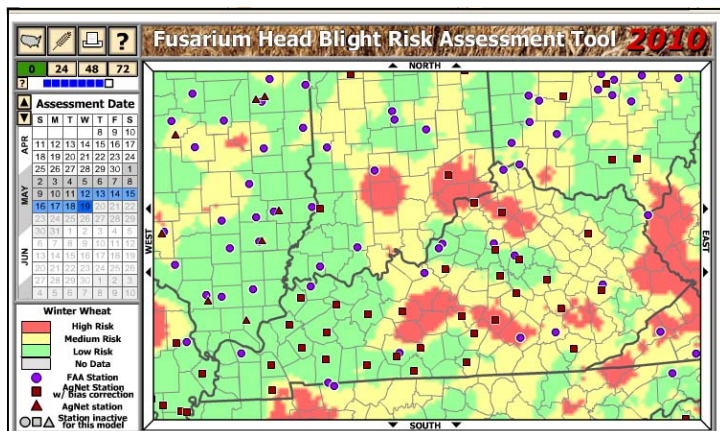 Fusarium Head Blight Risk Assessment Tool 2010
?
0 24 48 72
?
NORTH
Assessment Date
S M T W T F S
APR
8 9 10
11 12 13 14 15 16 17
18 19 20 21 22 23 24
25 26 27 28 29 30 1
MAY
2 3 4 5 6 7 8
9 10 11 12 13 14 15
16 17 18 19 20 21 22
23 24 25 26 27 28 29
30 31 1 2 3 4 5
JUN
6 7 8 9 10 11 12
13 14 15 16 17 18 19
20 21 22 23 24 25 26
27 28 29 30 1 2 3
4 5 6 7 8 9 10
WEST
EAST
Winter Wheat
High Risk
Medium Risk
Low Risk
No Data
FAA Station
AgNet Station
w/ bias correction
AgNet station
Station inactive
for this model
SOUTH